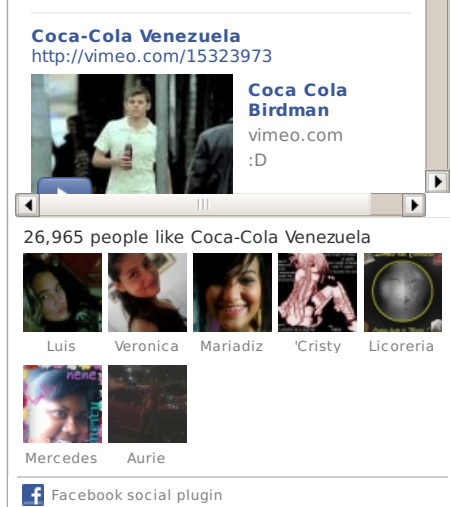 Coca-Cola Venezuela
http://vimeo.com/15323973
Coca Cola
Birdman
vimeo.com
:D
26,965 people like Coca-Cola Venezuela
Luis Veronica Mariadiz 'Cristy Licoreria
nene
Mercedes Aurie
Facebook social plugin